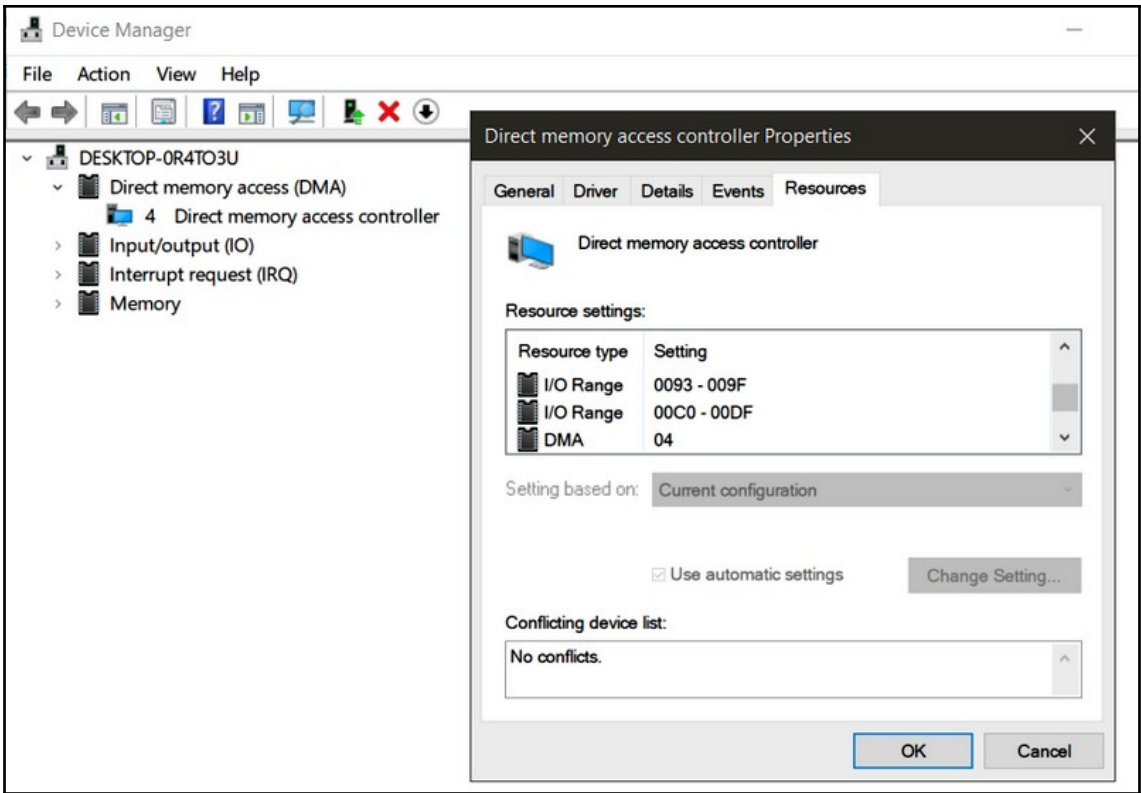 Device Manager
File Action View Help
DESKTOP-0R4TO3U
Direct memory access (DMA)
4 Direct memory access controller
Input/output (IO)
Interrupt request (IRQ)
Memory
Direct memory access controller Properties
General Driver Details Events Resources
Direct memory access controller
Resource settings:
Resource type Setting
I/O Range 0093 - 009F
I/O Range 00C0 - 00DF
DMA 04
Setting based on: Current configuration
Use automatic settings Change Setting...
Conflicting device list:
No conflicts.
OK Cancel